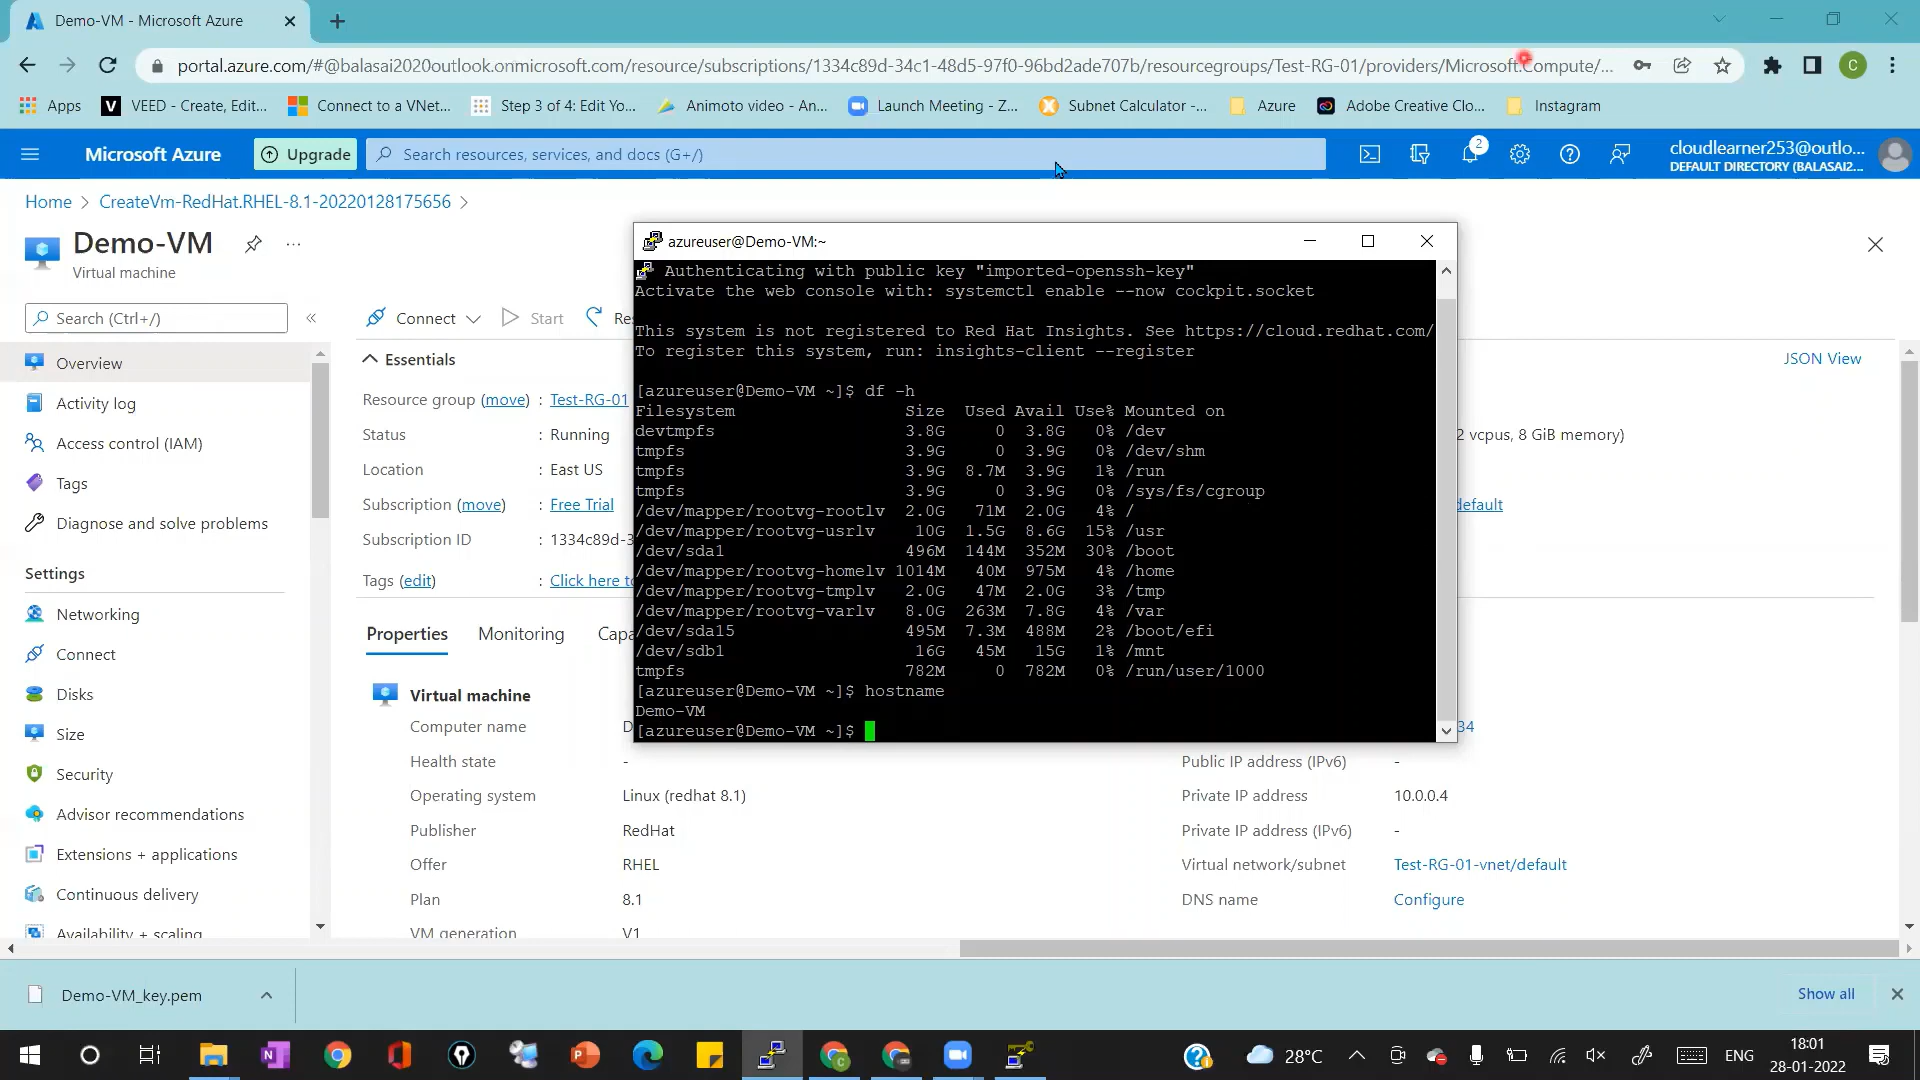 Demo-VM - Microsoft Azure
portal.azure.com/#@balasai2020outlook.onmicrosoft.com/resource/subscriptions/1334c89d-34c1-48d5-97f0-96bd2ade707b/resourcegroups/Test-RG-01/providers/Microsoft.Compute/...
C
Apps
VEED - Create, Edit...
Connect to a VNet...
Step 3 of 4: Edit Yo...
Animoto video - An...
Launch Meeting - Z...
Subnet Calculator -...
Azure
Adobe Creative Clo...
Instagram
Microsoft Azure
Upgrade
Search resources, services, and docs (G+/)
2
cloudlearner253@outlo...
DEFAULT DIRECTORY (BALASAI2...
Home > CreateVm-RedHat.RHEL-8.1-20220128175656 >
Demo-VM
Virtual machine
Search (Ctrl+/)
Overview
Activity log
Access control (IAM)
Tags
Diagnose and solve problems
Settings
Networking
Connect
Disks
Size
Security
Advisor recommendations
Extensions + applications
Continuous delivery
Availability + scaling
Connect
Start
Res
Essentials
JSON View
Resource group (move) : Test-RG-01
Status : Running
Location : East US
Subscription (move) : Free Trial
Subscription ID : 1334c89d-3
Tags (edit) : Click here to
2 vcpus, 8 GiB memory)
default
Properties
Monitoring
Capa
Virtual machine
Computer name D
Health state -
Operating system Linux (redhat 8.1)
Publisher RedHat
Offer RHEL
Plan 8.1
VM generation V1
34
Public IP address (IPv6) -
Private IP address 10.0.0.4
Private IP address (IPv6) -
Virtual network/subnet Test-RG-01-vnet/default
DNS name Configure
azureuser@Demo-VM:~
Authenticating with public key "imported-openssh-key"
Activate the web console with: systemctl enable --now cockpit.socket
This system is not registered to Red Hat Insights. See https://cloud.redhat.com/
To register this system, run: insights-client --register
[azureuser@Demo-VM ~]$ df -h
Filesystem Size Used Avail Use% Mounted on
devtmpfs 3.8G 0 3.8G 0% /dev
tmpfs 3.9G 0 3.9G 0% /dev/shm
tmpfs 3.9G 8.7M 3.9G 1% /run
tmpfs 3.9G 0 3.9G 0% /sys/fs/cgroup
/dev/mapper/rootvg-rootlv 2.0G 71M 2.0G 4% /
/dev/mapper/rootvg-usrlv 10G 1.5G 8.6G 15% /usr
/dev/sda1 496M 144M 352M 30% /boot
/dev/mapper/rootvg-homelv 1014M 40M 975M 4% /home
/dev/mapper/rootvg-tmplv 2.0G 47M 2.0G 3% /tmp
/dev/mapper/rootvg-varlv 8.0G 263M 7.8G 4% /var
/dev/sda15 495M 7.3M 488M 2% /boot/efi
/dev/sdb1 16G 45M 15G 1% /mnt
tmpfs 782M 0 782M 0% /run/user/1000
[azureuser@Demo-VM ~]$ hostname
Demo-VM
[azureuser@Demo-VM ~]$
Demo-VM_key.pem
Show all
28°C
ENG
18:01
28-01-2022